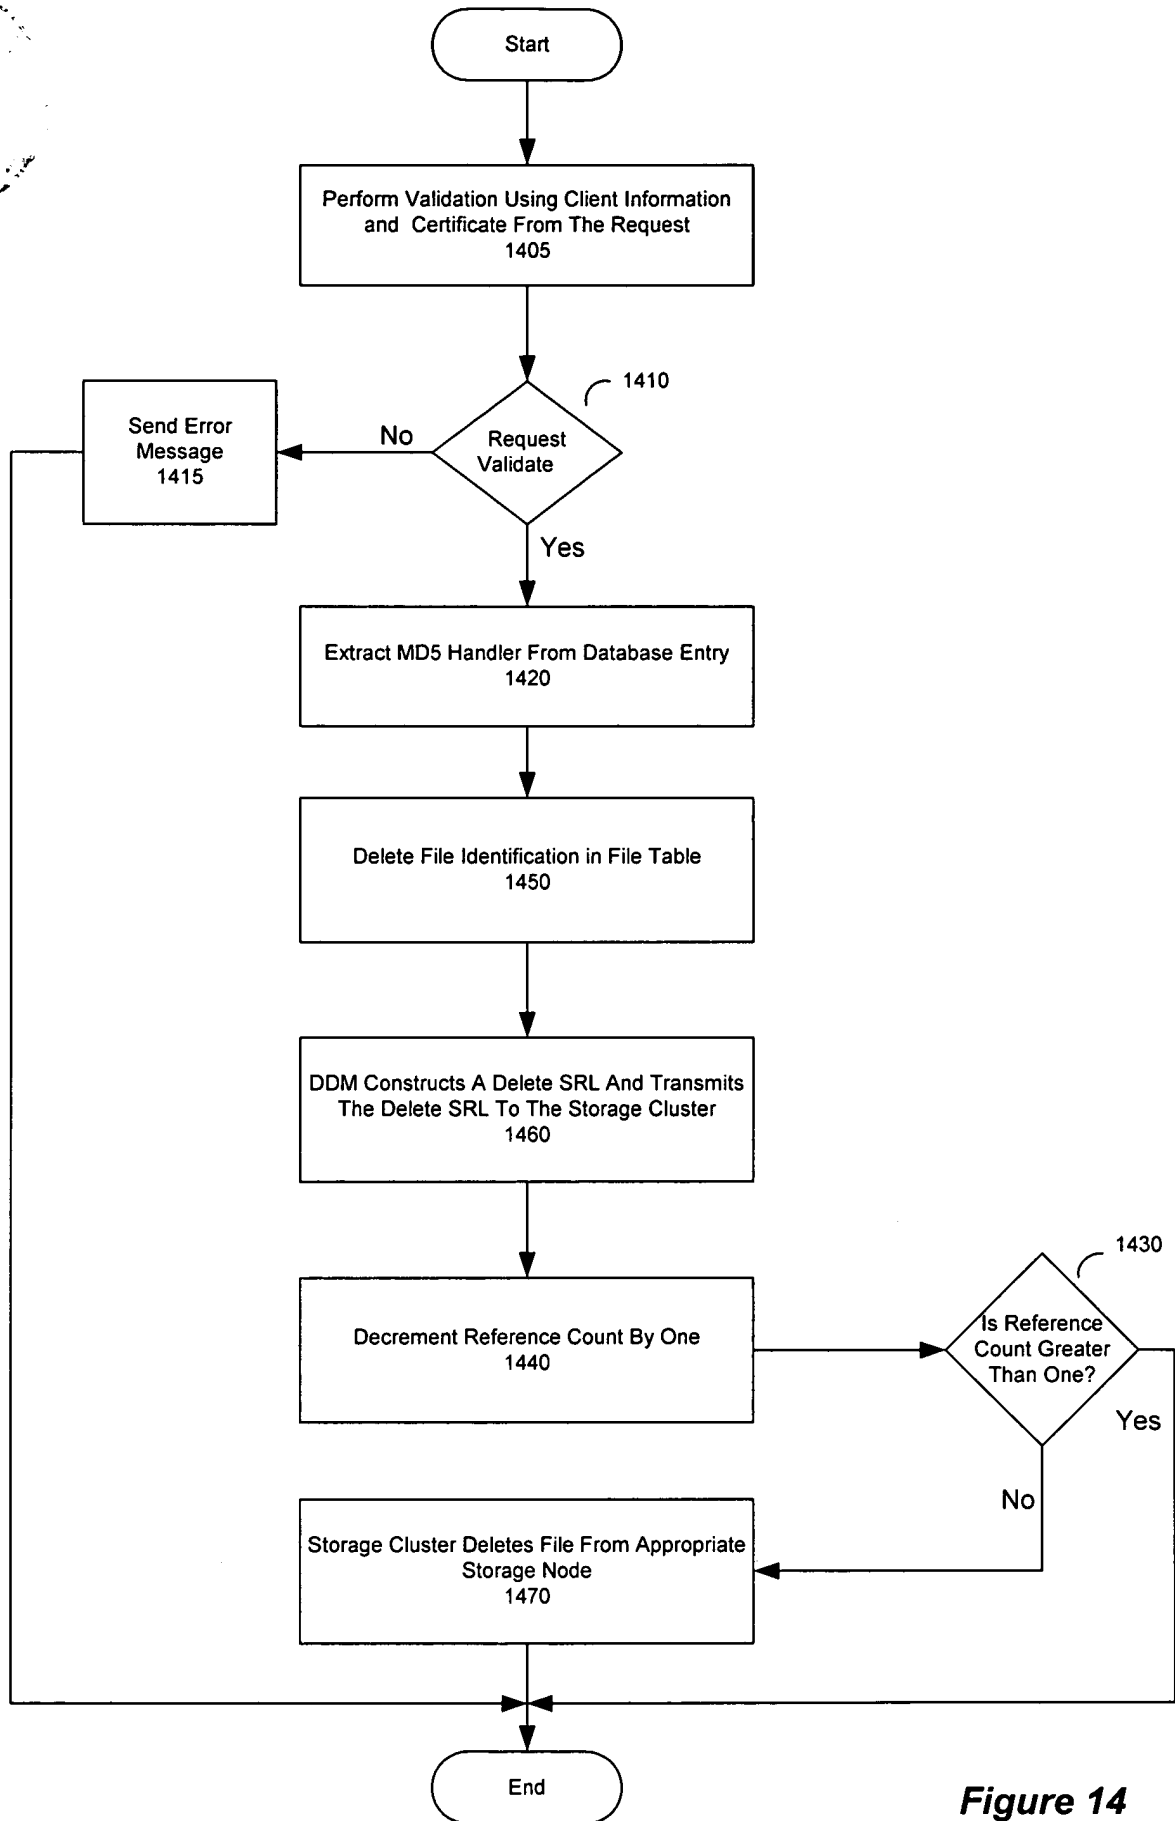 Start
Perform Validation Using Client Information
and Certificate From The Request
1405
1410
Request
Validate
No
Send Error
Message
1415
Yes
Extract MD5 Handler From Database Entry
1420
Delete File Identification in File Table
1450
DDM Constructs A Delete SRL And Transmits
The Delete SRL To The Storage Cluster
1460
Decrement Reference Count By One
1440
1430
Is Reference
Count Greater
Than One?
Yes
No
Storage Cluster Deletes File From Appropriate
Storage Node
1470
End
Figure 14